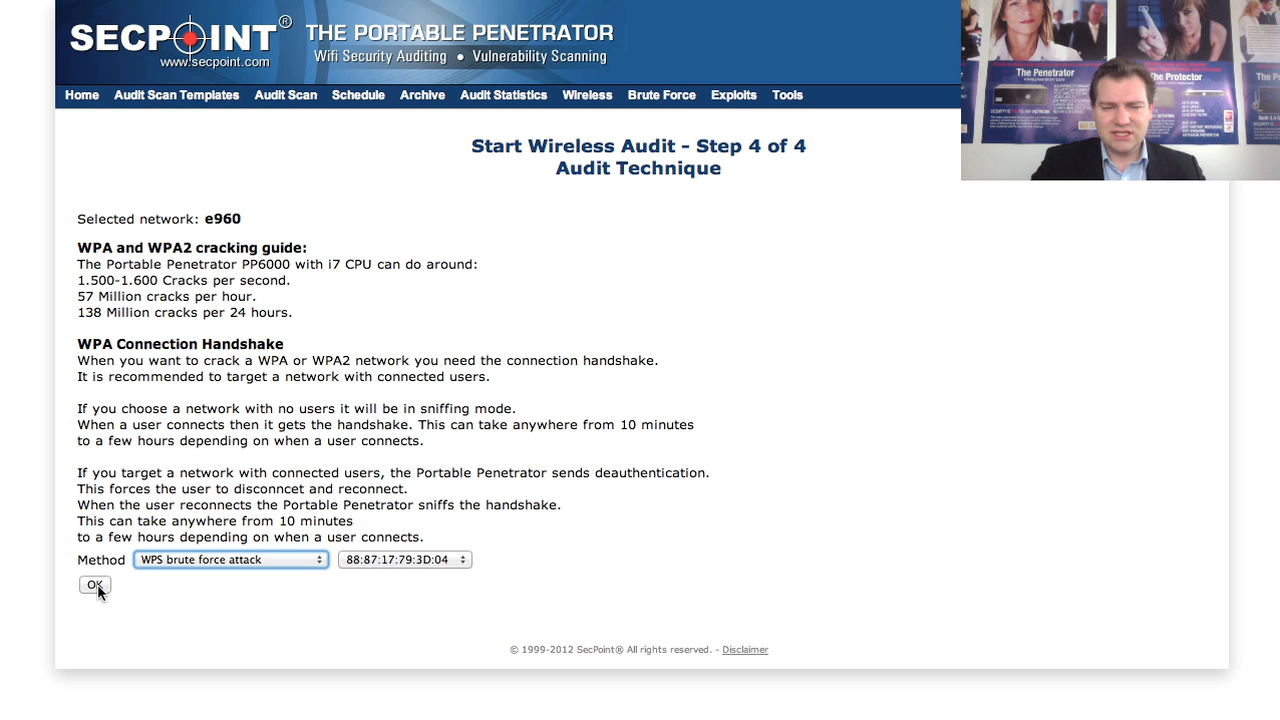 SECPOINT®
www.secpoint.com
THE PORTABLE PENETRATOR
Wifi Security Auditing ● Vulnerability Scanning
Home Audit Scan Templates Audit Scan Schedule Archive Audit Statistics Wireless Brute Force Exploits Tools
The Penetrator
The Protector
Start Wireless Audit - Step 4 of 4
Audit Technique
Selected network: e960
WPA and WPA2 cracking guide:
The Portable Penetrator PP6000 with i7 CPU can do around:
1.500-1.600 Cracks per second.
57 Million cracks per hour.
138 Million cracks per 24 hours.
WPA Connection Handshake
When you want to crack a WPA or WPA2 network you need the connection handshake.
It is recommended to target a network with connected users.
If you choose a network with no users it will be in sniffing mode.
When a user connects then it gets the handshake. This can take anywhere from 10 minutes
to a few hours depending on when a user connects.
If you target a network with connected users, the Portable Penetrator sends deauthentication.
This forces the user to disconncet and reconnect.
When the user reconnects the Portable Penetrator sniffs the handshake.
This can take anywhere from 10 minutes
to a few hours depending on when a user connects.
Method WPS brute force attack 88:87:17:79:3D:04
OK
© 1999-2012 SecPoint® All rights reserved. - Disclaimer